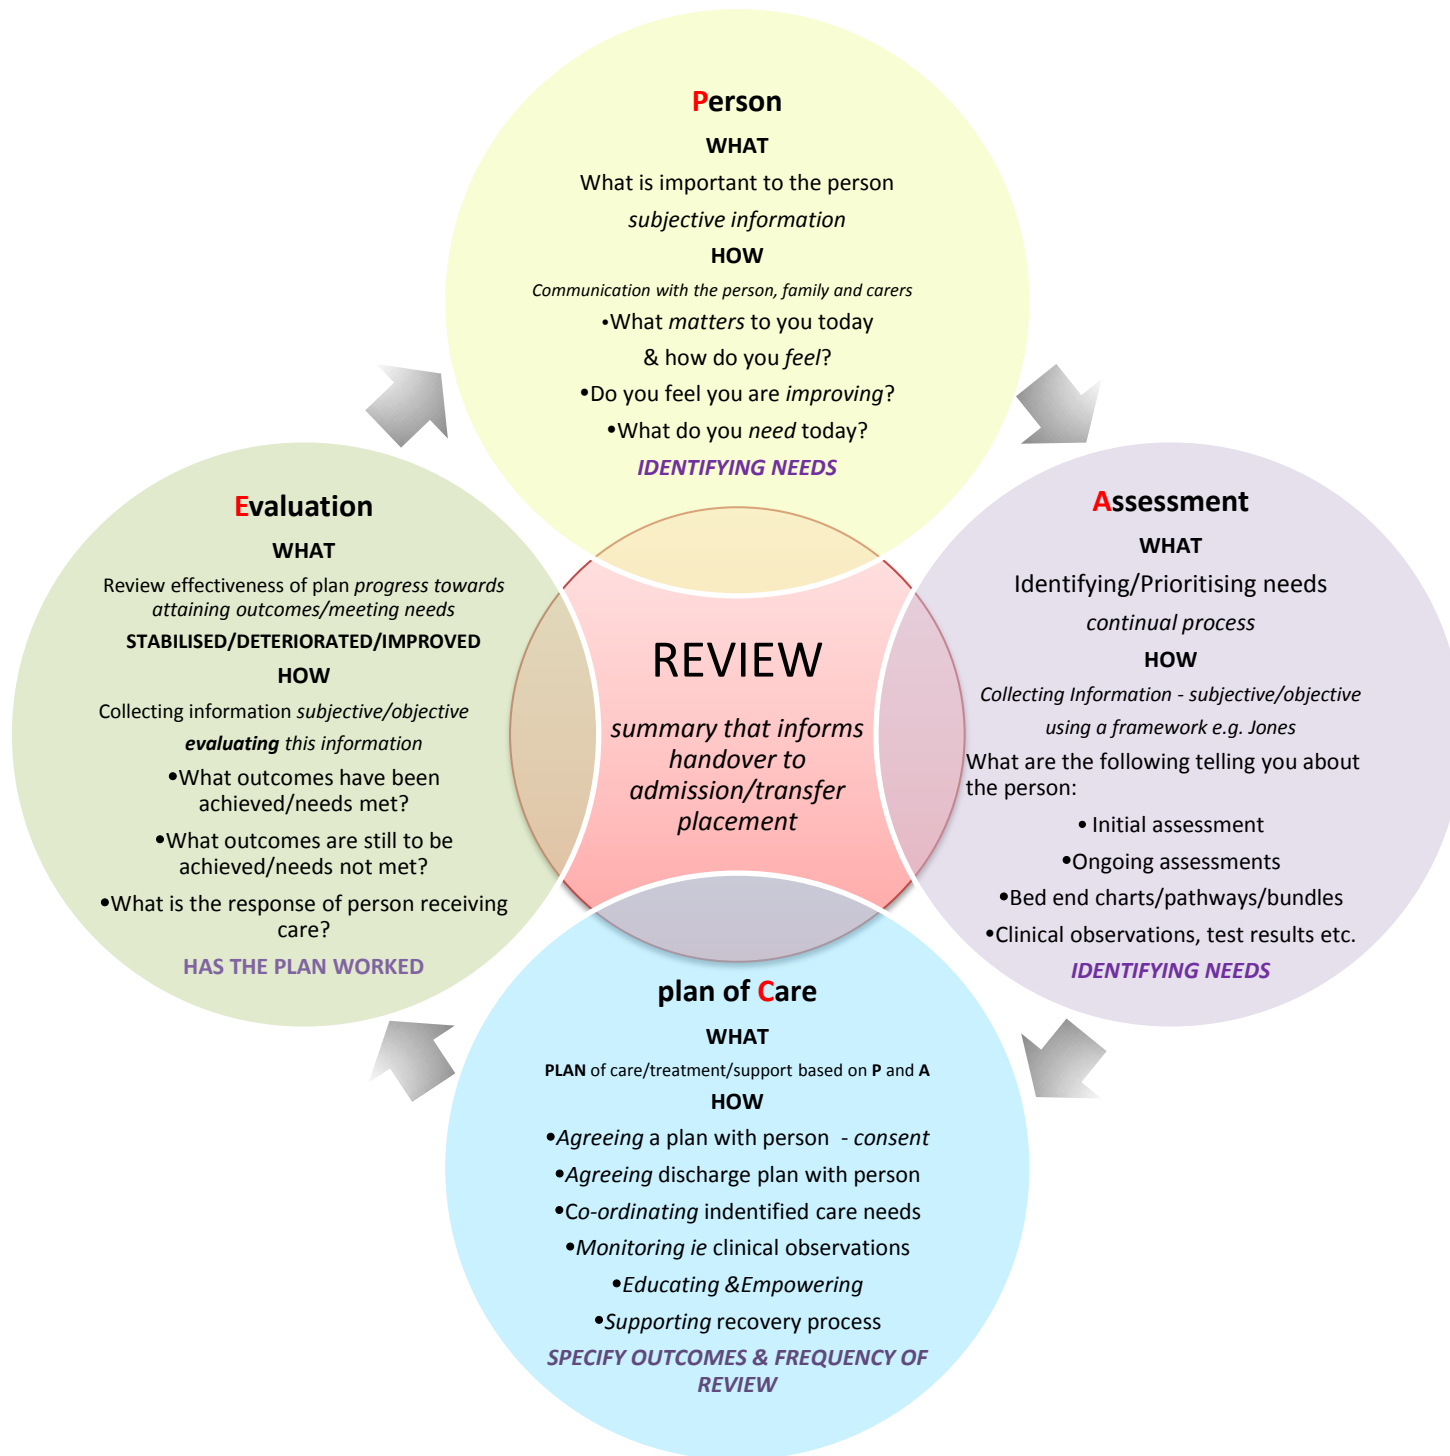 Person
WHAT
What is important to the person
subjective information
HOW
Communication with the person, family and carers
•What matters to you today
& how do you feel?
•Do you feel you are improving?
•What do you need today?
IDENTIFYING NEEDS
Assessment
WHAT
Identifying/Prioritising needs
continual process
HOW
Collecting Information - subjective/objective
using a framework e.g. Jones
What are the following telling you about
the person:
• Initial assessment
•Ongoing assessments
•Bed end charts/pathways/bundles
•Clinical observations, test results etc.
IDENTIFYING NEEDS
plan of Care
WHAT
PLAN of care/treatment/support based on P and A
HOW
•Agreeing a plan with person - consent
•Agreeing discharge plan with person
•Co-ordinating indentified care needs
•Monitoring ie clinical observations
•Educating &Empowering
•Supporting recovery process
SPECIFY OUTCOMES & FREQUENCY OF
REVIEW
Evaluation
WHAT
Review effectiveness of plan progress towards
attaining outcomes/meeting needs
STABILISED/DETERIORATED/IMPROVED
HOW
Collecting information subjective/objective
evaluating this information
•What outcomes have been
achieved/needs met?
•What outcomes are still to be
achieved/needs not met?
•What is the response of person receiving
care?
HAS THE PLAN WORKED
REVIEW
summary that informs
handover to
admission/transfer
placement